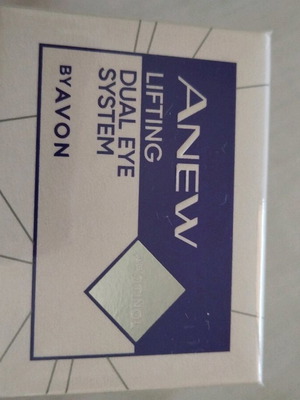 ANEW
LIFTING
DUAL EYE
SYSTEM
BY AVON